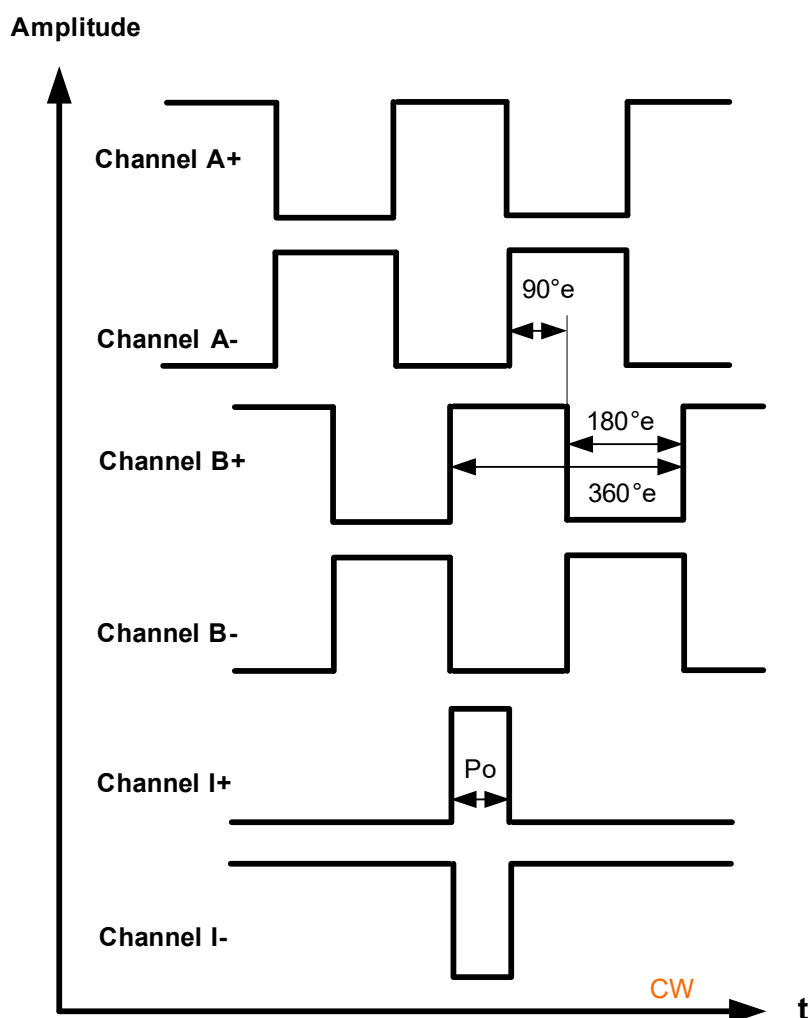 Amplitude
Channel A+
90°e
Channel A-
180°e
Channel B+
360°e
Channel B-
Po
Channel I+
Channel I-
CW
t